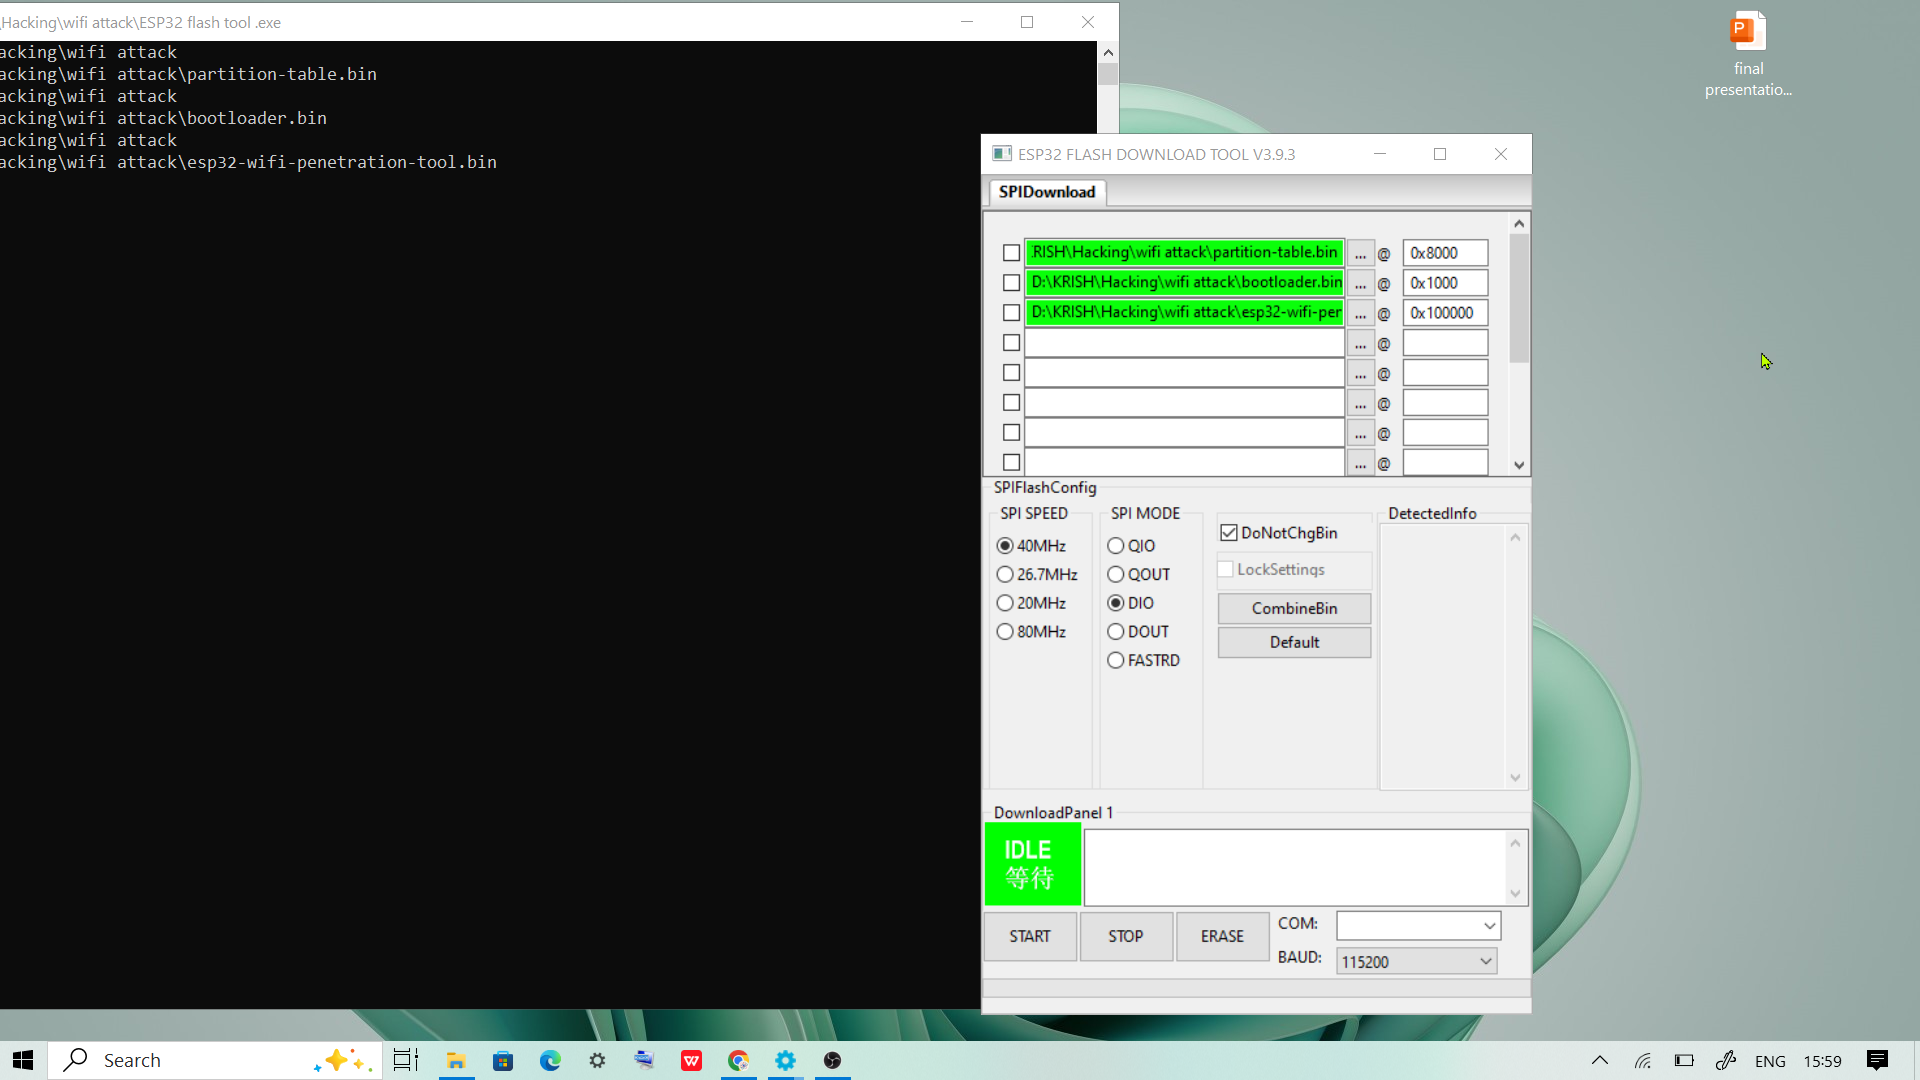 \Hacking\wifi attack\ESP32 flash tool .exe
acking\wifi attack
acking\wifi attack\partition-table.bin
acking\wifi attack
acking\wifi attack\bootloader.bin
acking\wifi attack
acking\wifi attack\esp32-wifi-penetration-tool.bin
final
presentatio...
ESP32 FLASH DOWNLOAD TOOL V3.9.3
SPIDownload
:RISH\Hacking\wifi attack\partition-table.bin ... @ 0x8000
D:\KRISH\Hacking\wifi attack\bootloader.bin ... @ 0x1000
D:\KRISH\Hacking\wifi attack\esp32-wifi-per ... @ 0x100000
... @
... @
... @
... @
... @
SPIFlashConfig
SPI SPEED
40MHz
26.7MHz
20MHz
80MHz
SPI MODE
QIO
QOUT
DIO
DOUT
FASTRD
DoNotChgBin
LockSettings
CombineBin
Default
DetectedInfo
DownloadPanel 1
IDLE
等待
START STOP ERASE
COM:
BAUD: 115200
Search
ENG 15:59